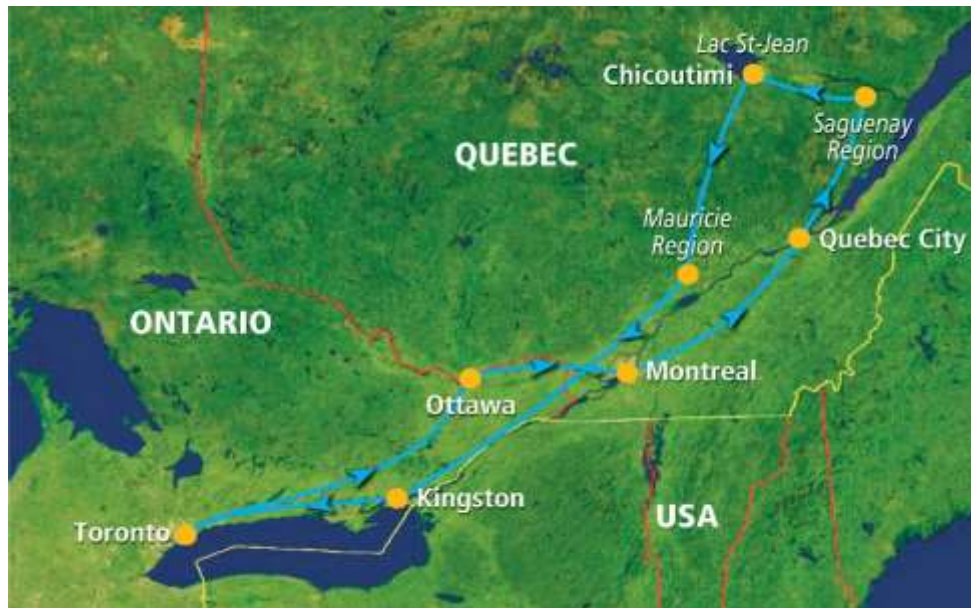 Lac St-Jean
Chicoutimi
Saguenay
Region
QUEBEC
Mauricie
Region
Quebec City
ONTARIO
Montreal
Ottawa
Kingston
USA
Toronto